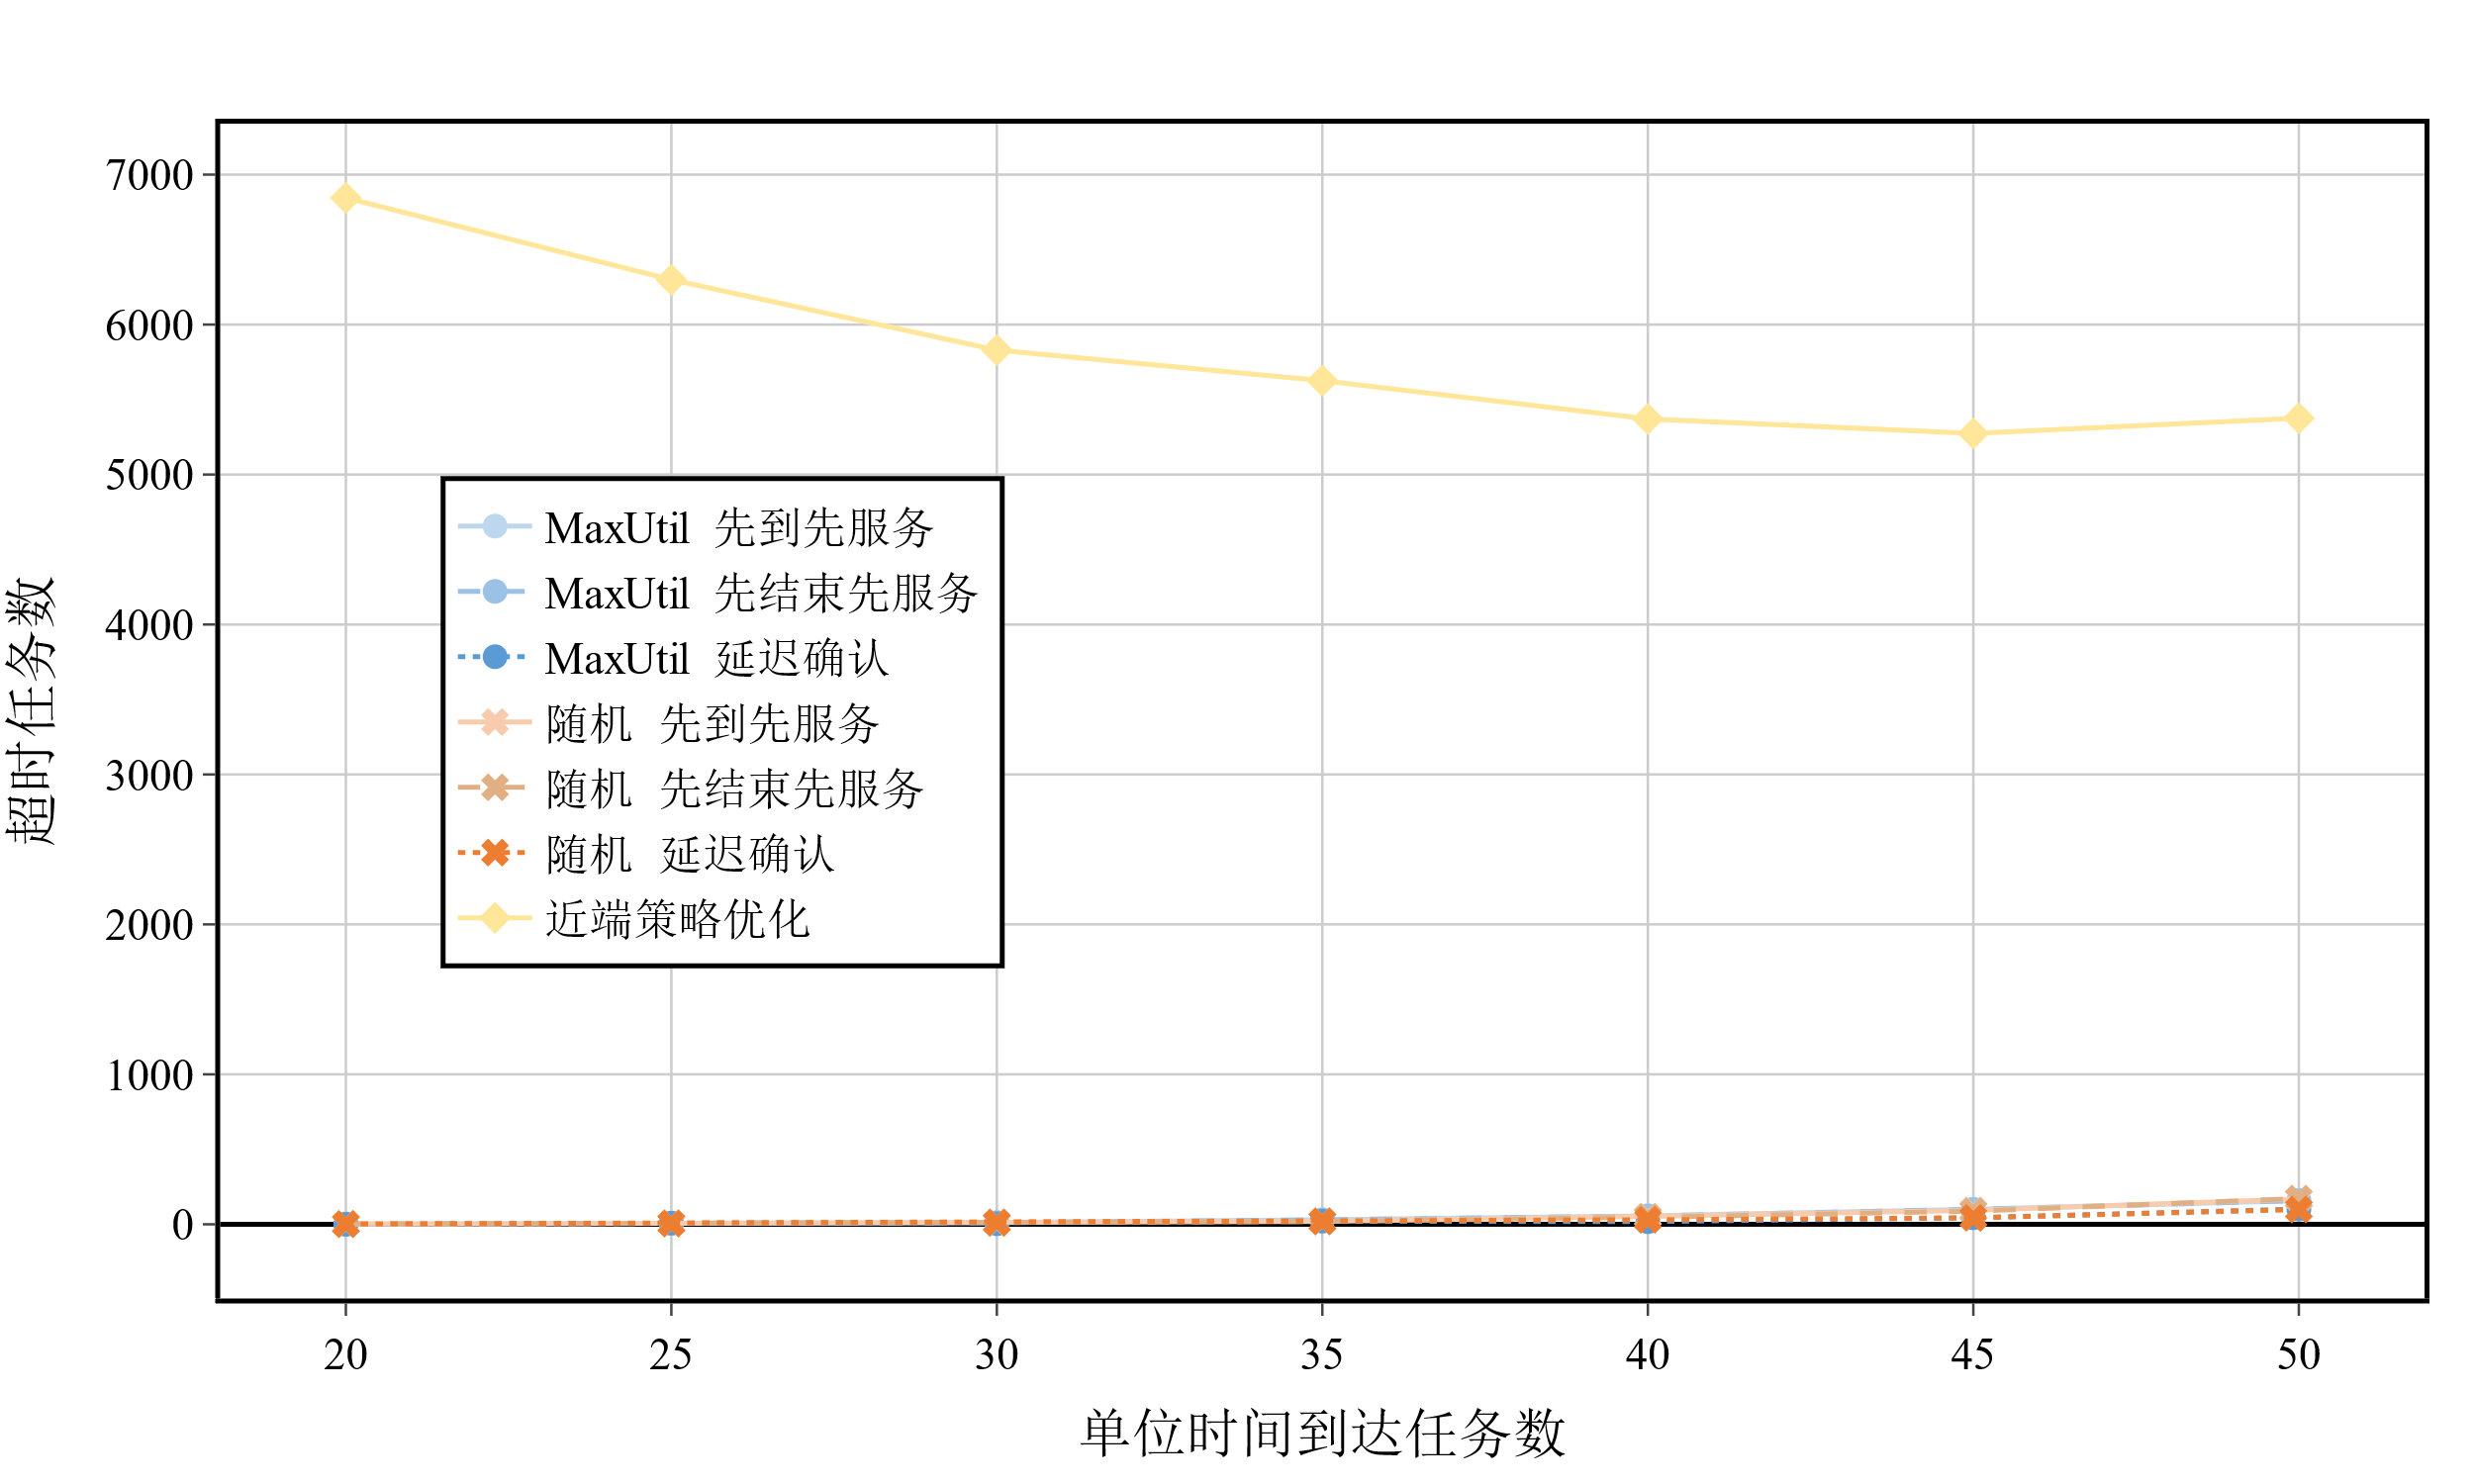 7000
6000
5000
4000
3000
2000
1000
0
超时任务数
MaxUtil 先到先服务
MaxUtil 先结束先服务
MaxUtil 延迟确认
随机 先到先服务
随机 先结束先服务
随机 延迟确认
近端策略优化
20 25 30 35 40 45 50
单位时间到达任务数